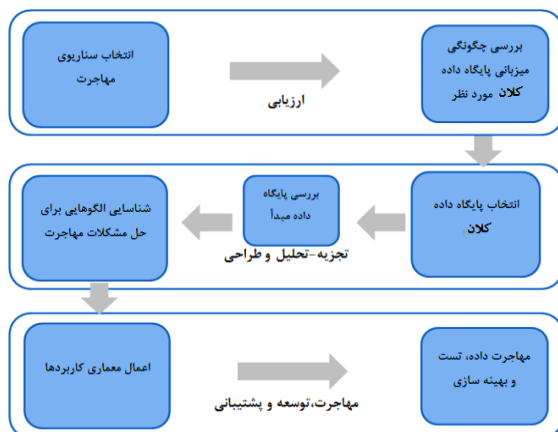 انتخاب سناریوی
مهاجرت
ارزیابی
بررسی چگونگی
میزبانی پایگاه داده
کلان مورد نظر
انتخاب پایگاه داده
کلان
بررسی پایگاه
داده مبدأ
تجزیه-تحلیل و طراحی
شناسایی الگوهایی برای
حل مشکلات مهاجرت
اعمال معماری کاربردها
مهاجرت،توسعه و پشتیبانی
مهاجرت داده، تست
و بهینه سازی